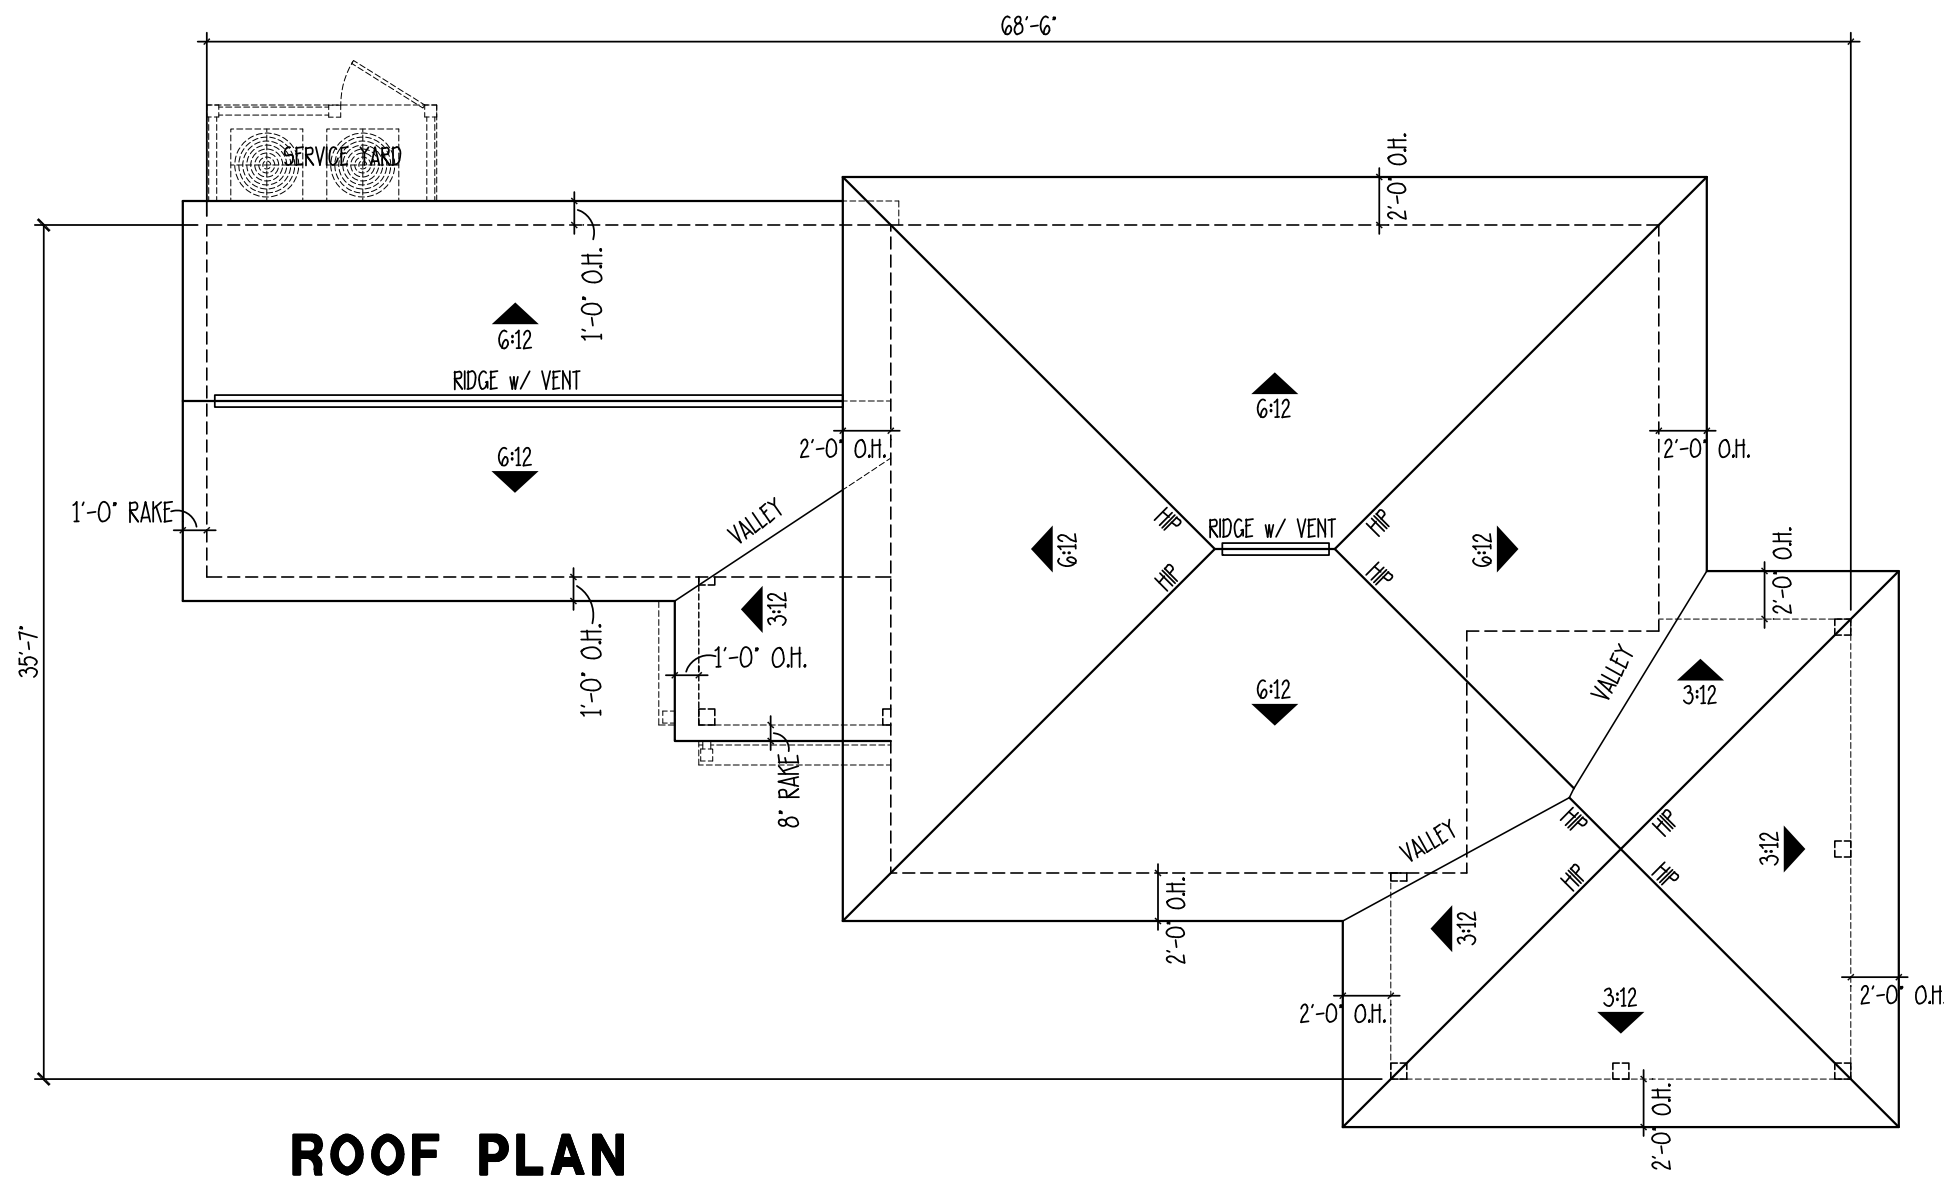 68'-6"
SERVICE YARD
2'-0" O.H.
1'-0" O.H.
6:12
RIDGE w/ VENT
6:12
6:12
2'-0" O.H.
2'-0" O.H.
1'-0" RAKE
VALLEY
HIP
RIDGE w/ VENT
HIP
6:12
6:12
HIP
HIP
2'-0" O.H.
3:12
35'-7"
1'-0" O.H.
1'-0" O.H.
6:12
VALLEY
3:12
8" RAKE
HIP
HIP
VALLEY
3:12
HIP
HIP
2'-0" O.H.
3:12
2'-0" O.H.
3:12
2'-0" O.H.
2'-0" O.H.
ROOF PLAN